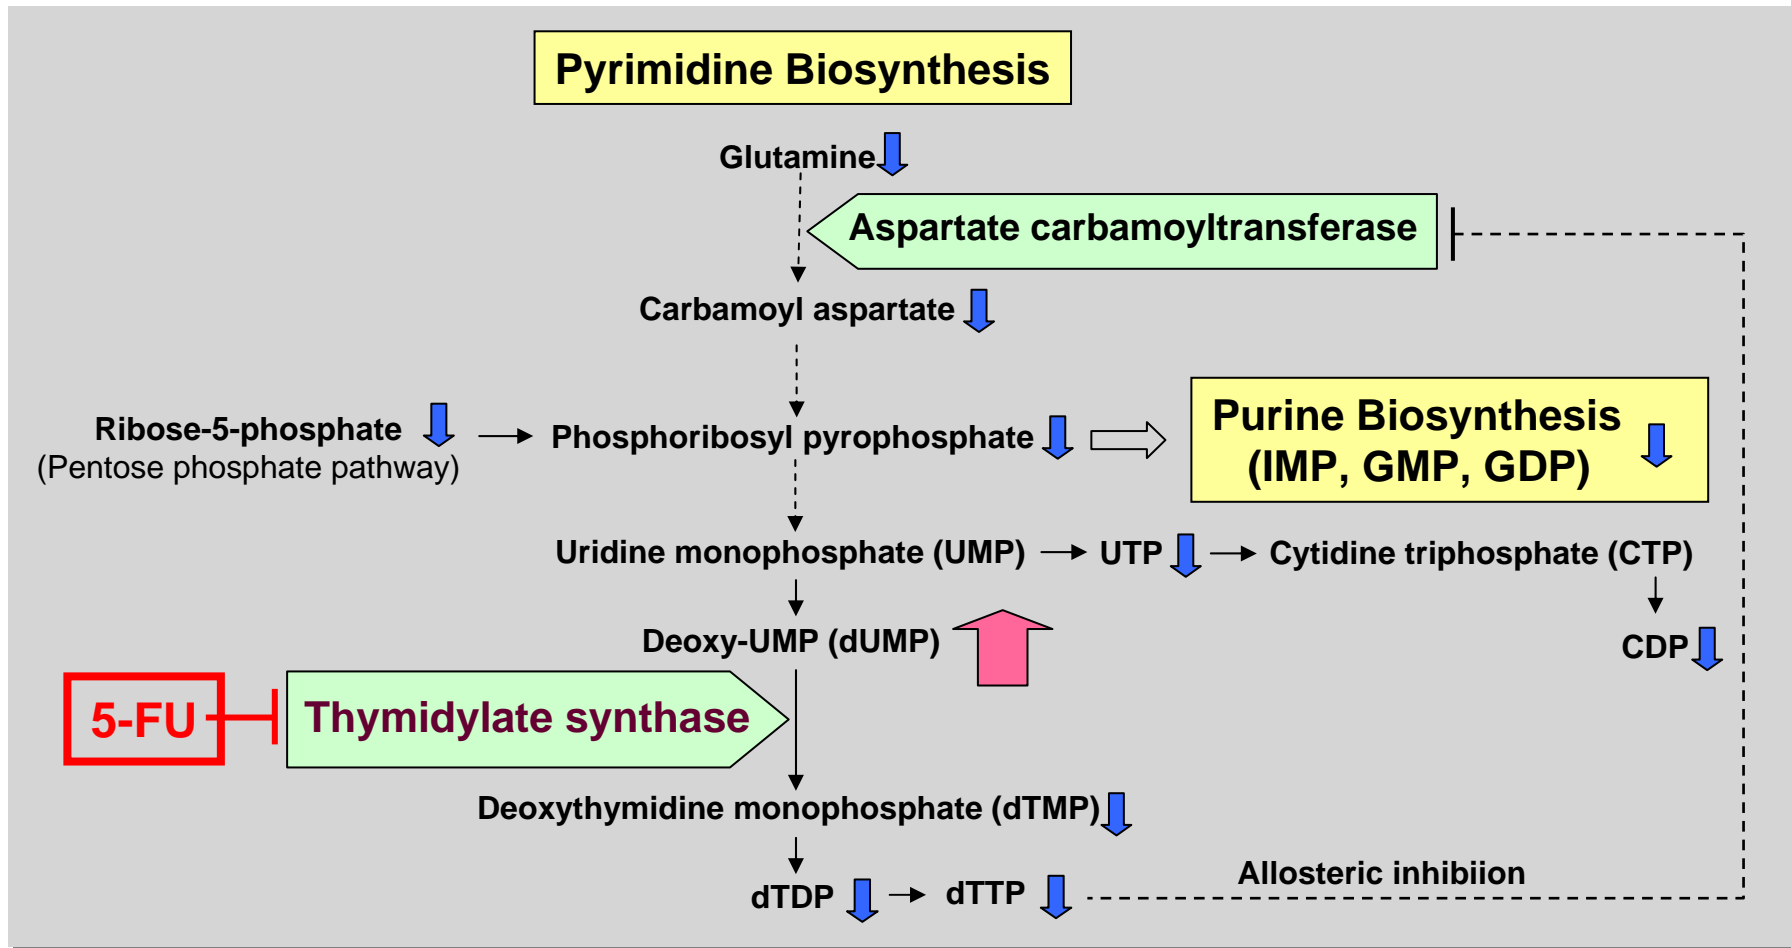 Pyrimidine Biosynthesis
Glutamine
Aspartate carbamoyltransferase
Carbamoyl aspartate
Ribose-5-phosphate
(Pentose phosphate pathway)
Phosphoribosyl pyrophosphate
Purine Biosynthesis
(IMP, GMP, GDP)
Uridine monophosphate (UMP)
UTP
Cytidine triphosphate (CTP)
Deoxy-UMP (dUMP)
CDP
5-FU
Thymidylate synthase
Deoxythymidine monophosphate (dTMP)
Allosteric inhibiion
dTDP
dTTP